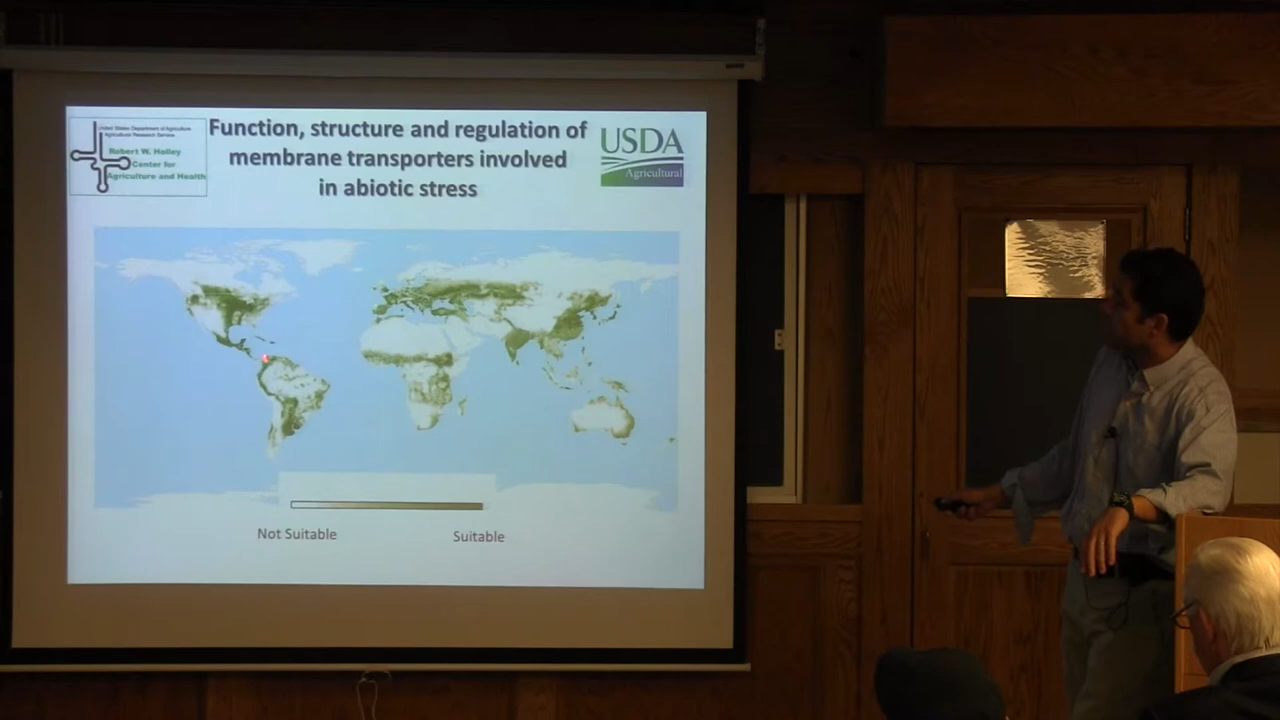 United States Department of Agriculture
Agricultural Research Service
Robert W. Holley
Center for
Agriculture and Health
Function, structure and regulation of
membrane transporters involved
in abiotic stress
USDA
Agricultural
Not Suitable
Suitable